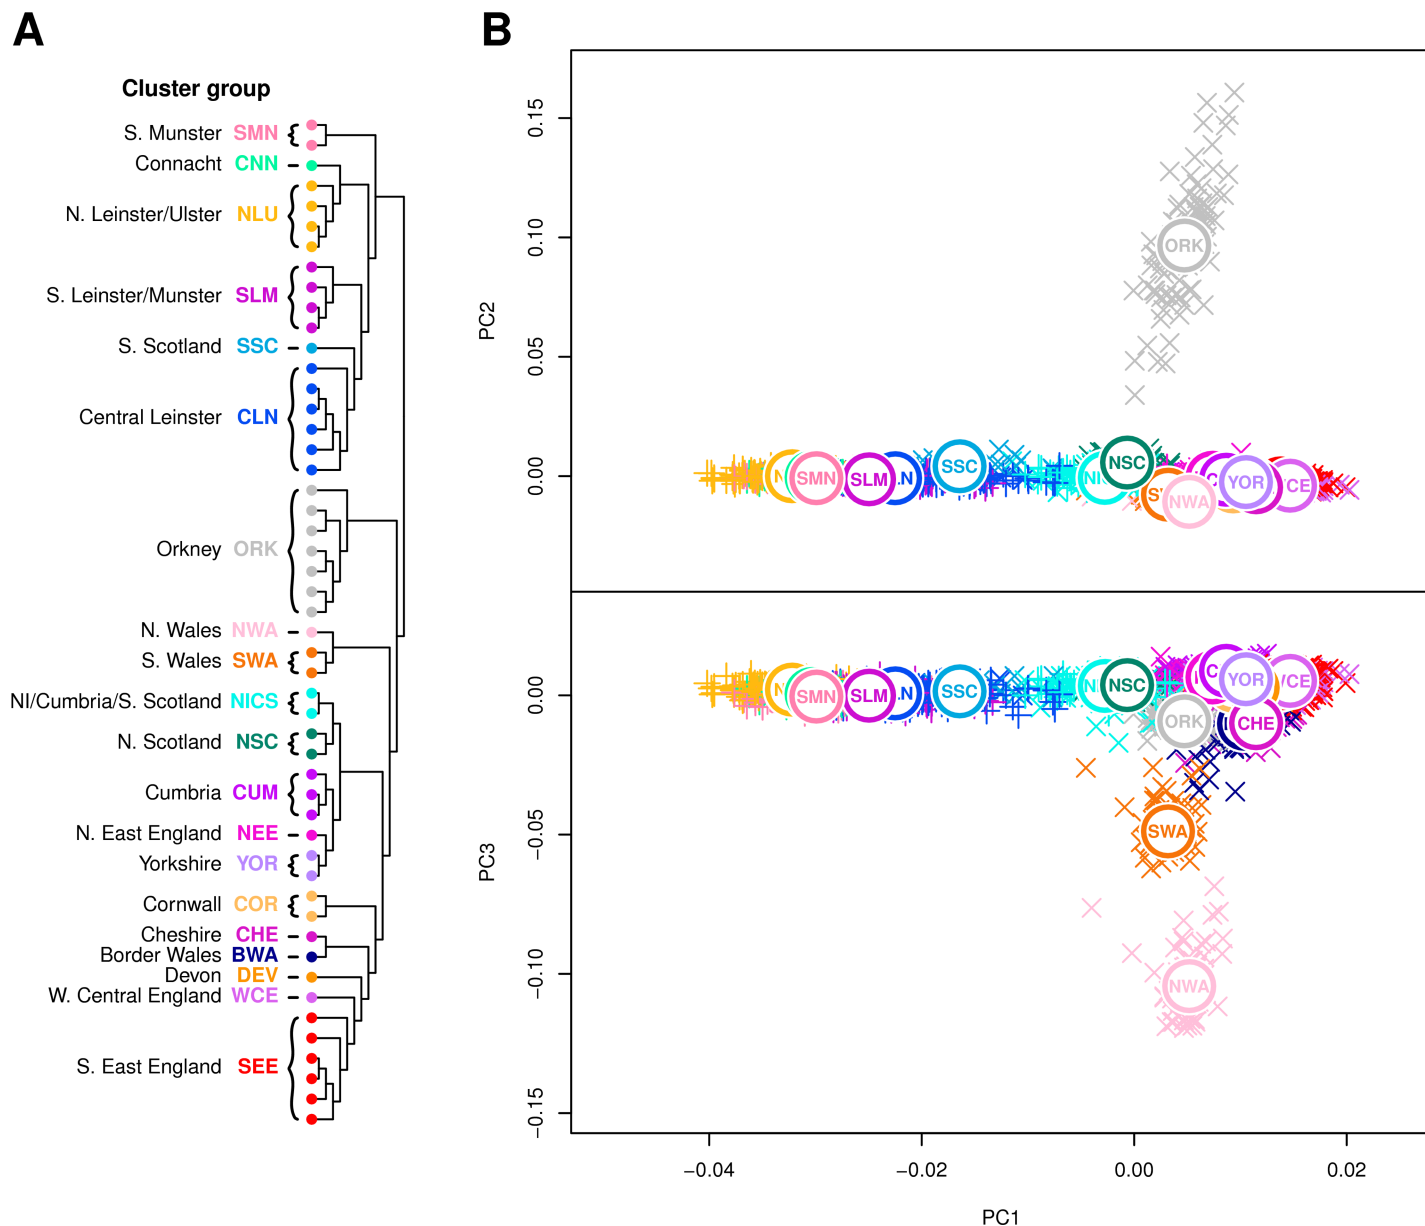 A
Cluster group
S. Munster SMN
Connacht CNN
N. Leinster/Ulster NLU
S. Leinster/Munster SLM
S. Scotland SSC
Central Leinster CLN
Orkney ORK
N. Wales NWA
S. Wales SWA
NI/Cumbria/S. Scotland NICS
N. Scotland NSC
Cumbria CUM
N. East England NEE
Yorkshire YOR
Cornwall COR
Cheshire CHE
Border Wales BWA
Devon DEV
W. Central England WCE
S. East England SEE
B
PC2
0.15
0.10
0.05
0.00
ORK
SMN
SLM
SSC
NSC
NWA
YOR
PC3
0.00
−0.05
−0.10
−0.15
SMN
SLM
SSC
NSC
YOR
ORK
CHE
SWA
NWA
−0.04
−0.02
0.00
0.02
PC1